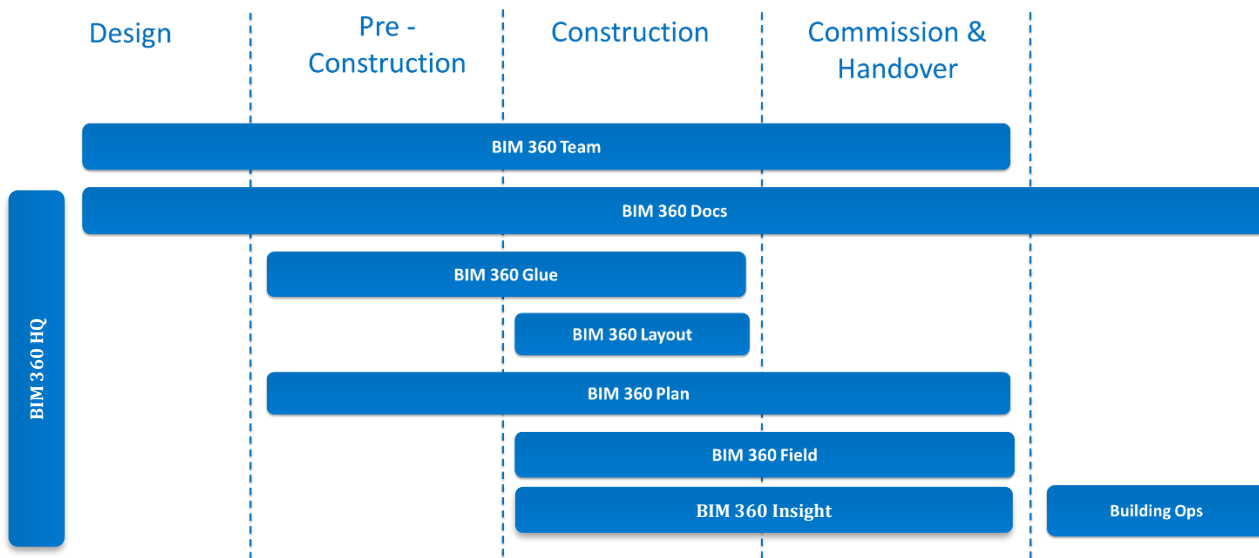 Design
Pre -
Construction
Construction
Commission &
Handover
BIM 360 Team
BIM 360 Docs
BIM 360 Glue
BIM 360 HQ
BIM 360 Layout
BIM 360 Plan
BIM 360 Field
BIM 360 Insight
Building Ops